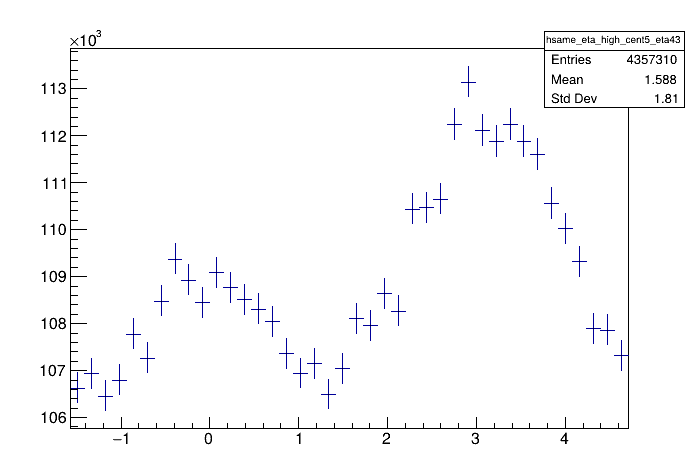 ×10³
hsame_eta_high_cent5_eta43
Entries 4357310
Mean 1.588
Std Dev 1.81
113
112
111
110
109
108
107
106
−1 0 1 2 3 4